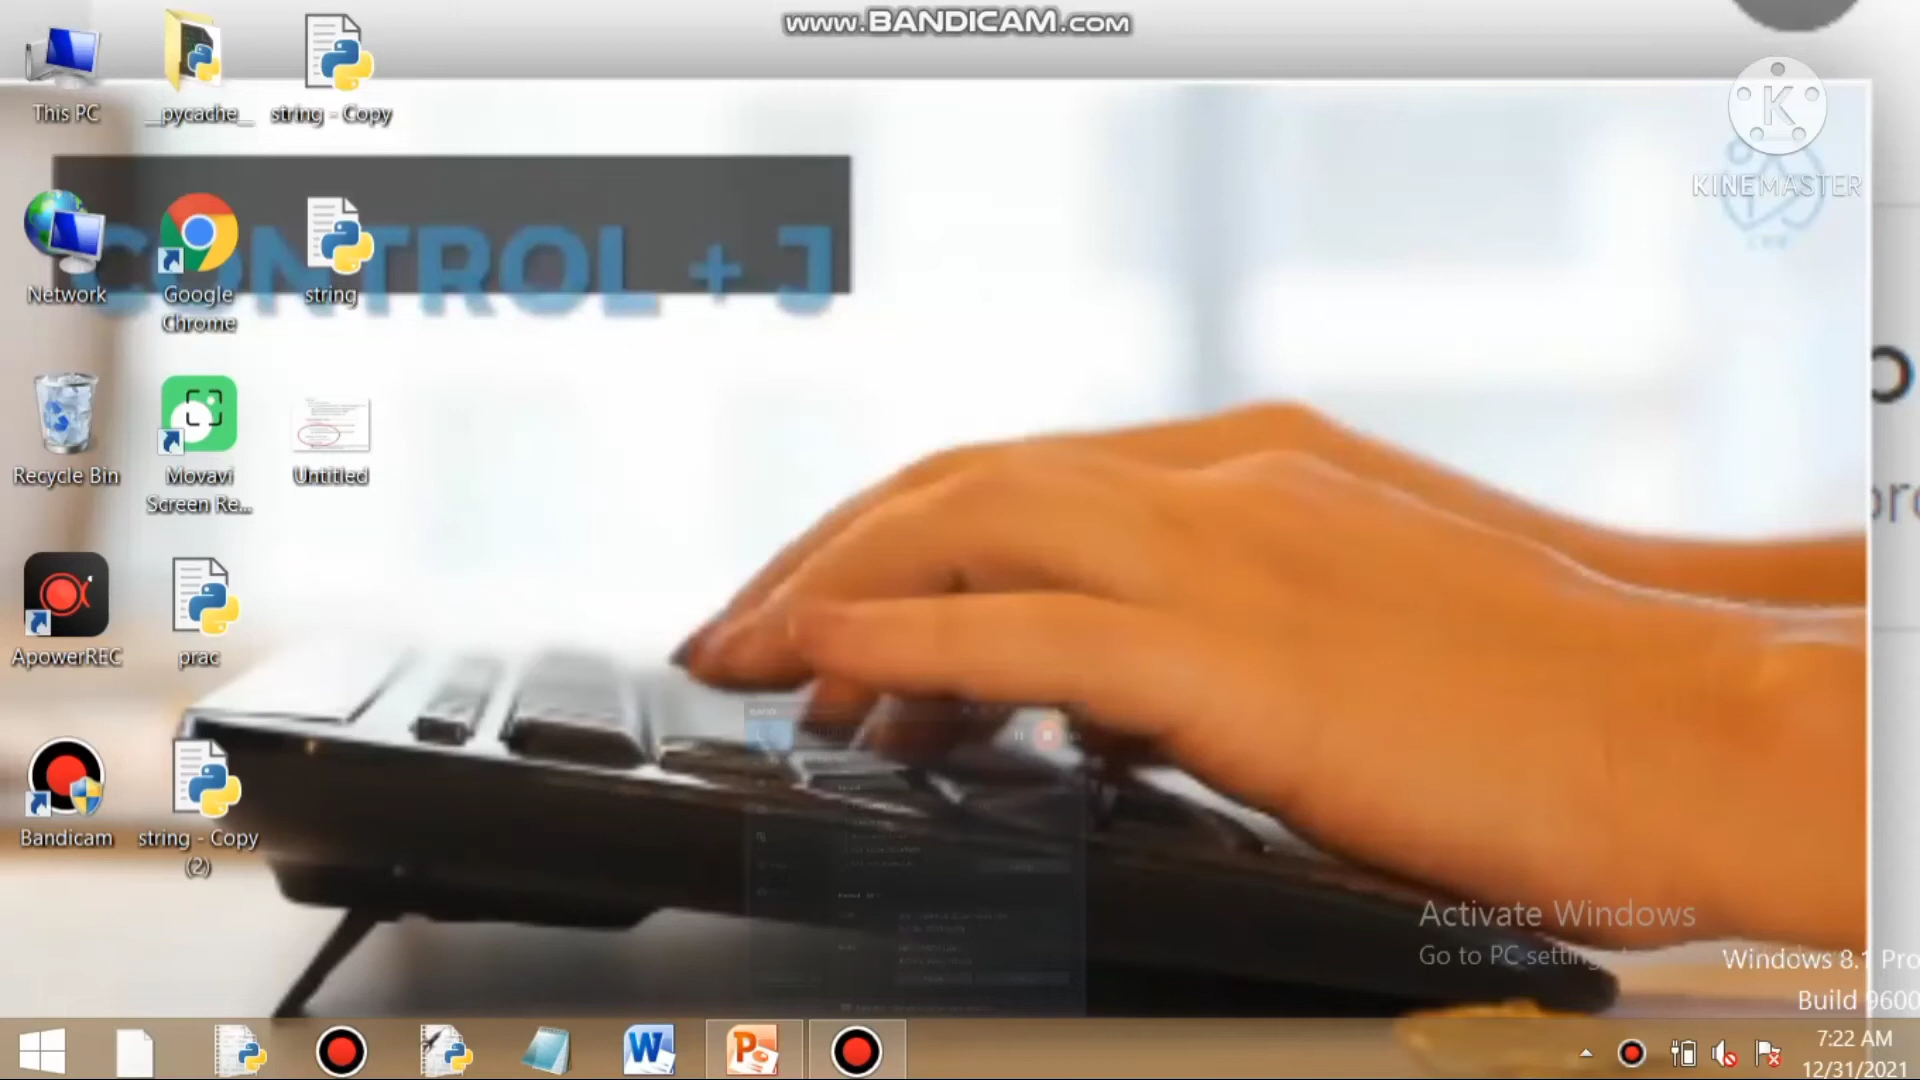 www.BANDICAM.com
This PC
__pycache__
string - Copy
KINEMASTER
CONTROL + J
Network
Google
Chrome
string
Recycle Bin
Movavi
Screen Re...
Untitled
ApowerREC
prac
Bandicam
string - Copy
(2)
Activate Windows
Go to PC settings
Windows 8.1 Pro
Build 9600
7:22 AM
12/31/2021